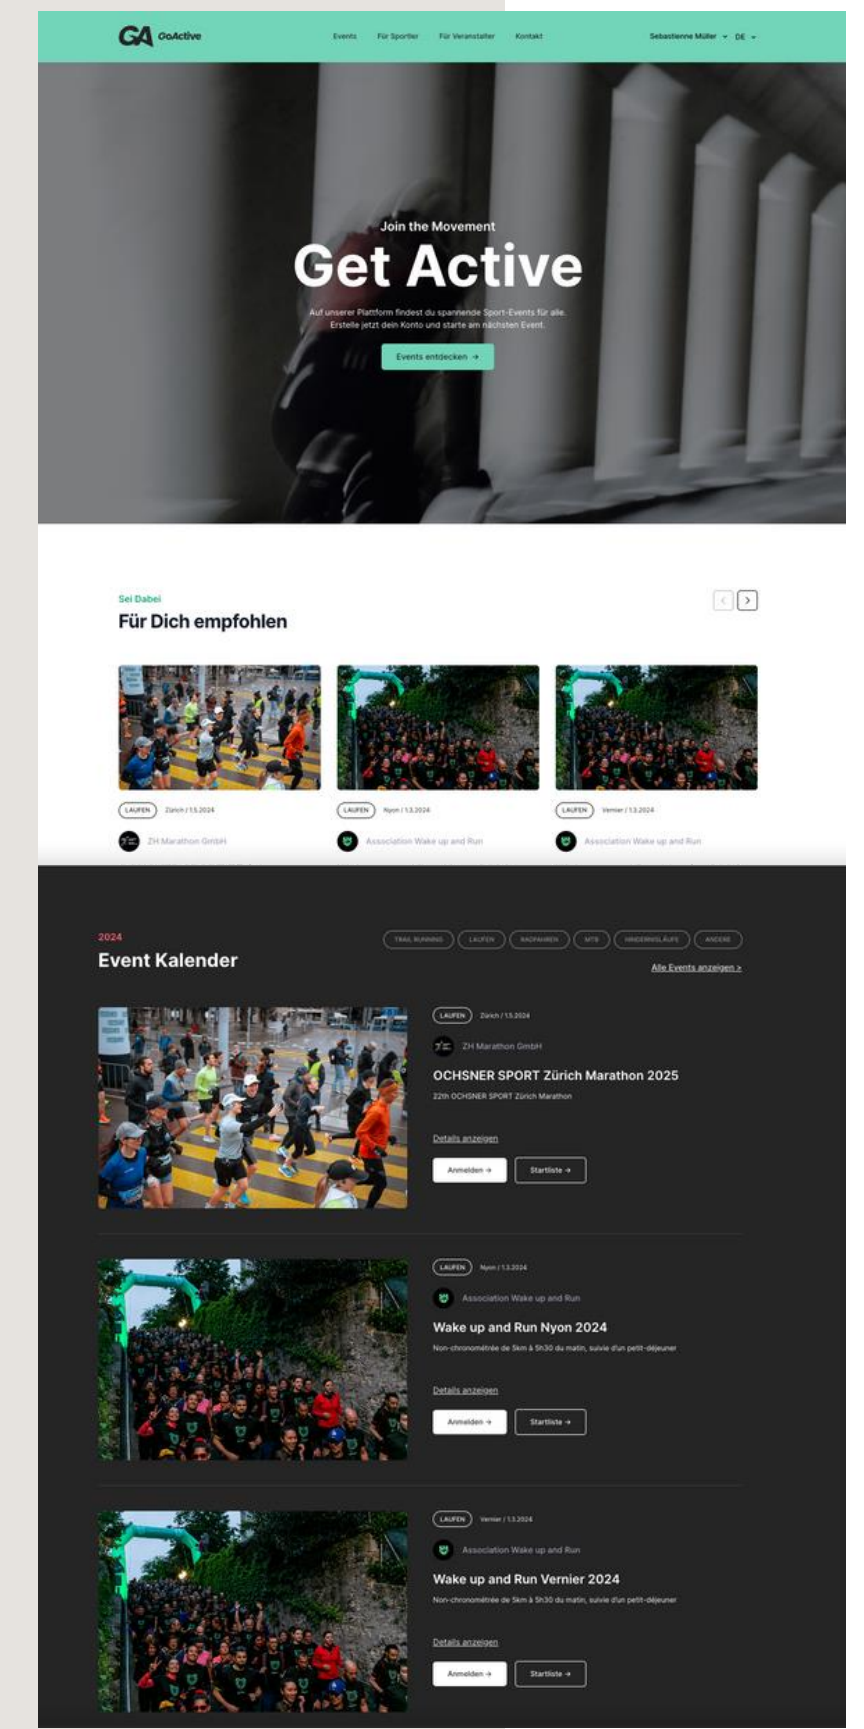 GA GoActive
Events Für Sportler Für Veranstalter Kontakt
Sebastienne Müller DE
Join the Movement
Get Active
Auf unserer Plattform findest du spannende Sport-Events für alle.
Erstelle jetzt dein Konto und starte am nächsten Event.
Events entdecken →
Sei Dabei
Für Dich empfohlen
< >
LAUFEN Zürich / 1.5.2024
LAUFEN Nyon / 1.3.2024
LAUFEN Vernier / 1.3.2024
ZH Marathon GmbH
Association Wake up and Run
Association Wake up and Run
2024
Event Kalender
TRAIL RUNNING LAUFEN RADFAHREN MTB HINDERNISLÄUFE ANDERE
Alle Events anzeigen >
LAUFEN Zürich / 1.5.2024
ZH Marathon GmbH
OCHSNER SPORT Zürich Marathon 2025
22th OCHSNER SPORT Zürich Marathon
Details anzeigen
Anmelden → Startliste →
LAUFEN Nyon / 1.3.2024
Association Wake up and Run
Wake up and Run Nyon 2024
Non-chronométrée de 5km à 5h30 du matin, suivie d'un petit-déjeuner
Details anzeigen
Anmelden → Startliste →
LAUFEN Vernier / 1.3.2024
Association Wake up and Run
Wake up and Run Vernier 2024
Non-chronométrée de 5km à 5h30 du matin, suivie d'un petit-déjeuner
Details anzeigen
Anmelden → Startliste →